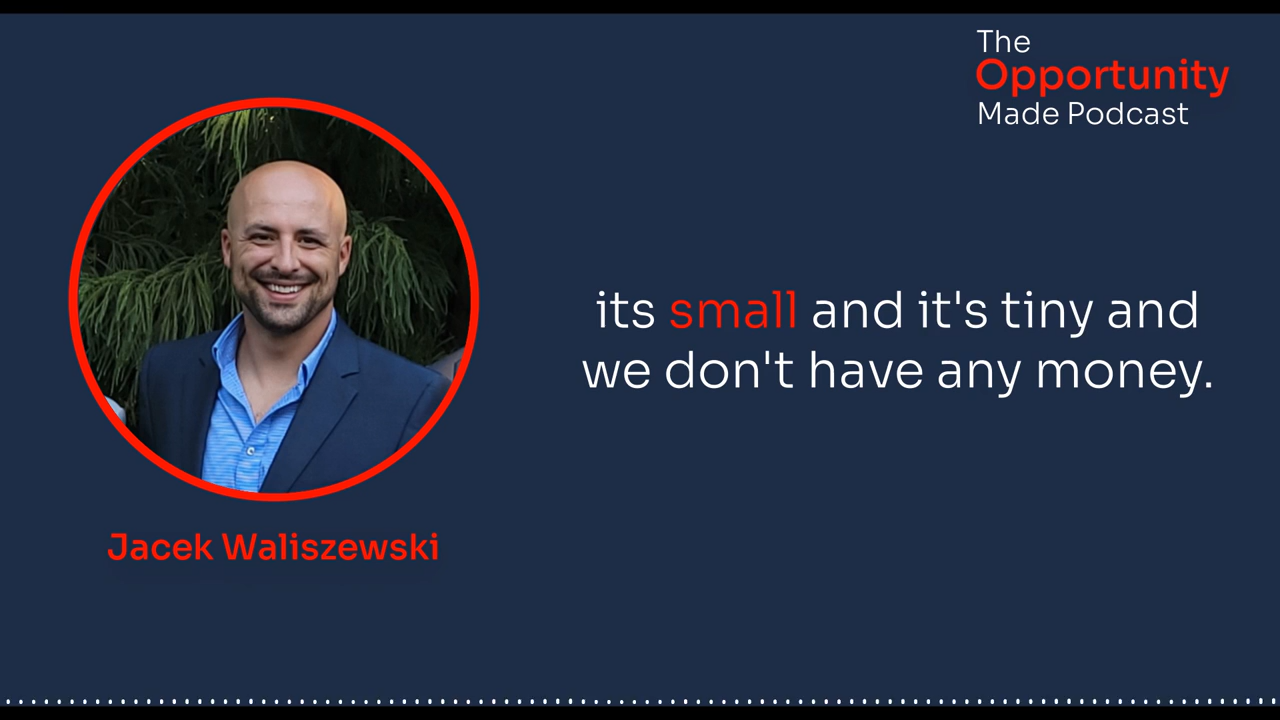 The
Opportunity
Made Podcast
its small and it's tiny and
we don't have any money.
Jacek Waliszewski